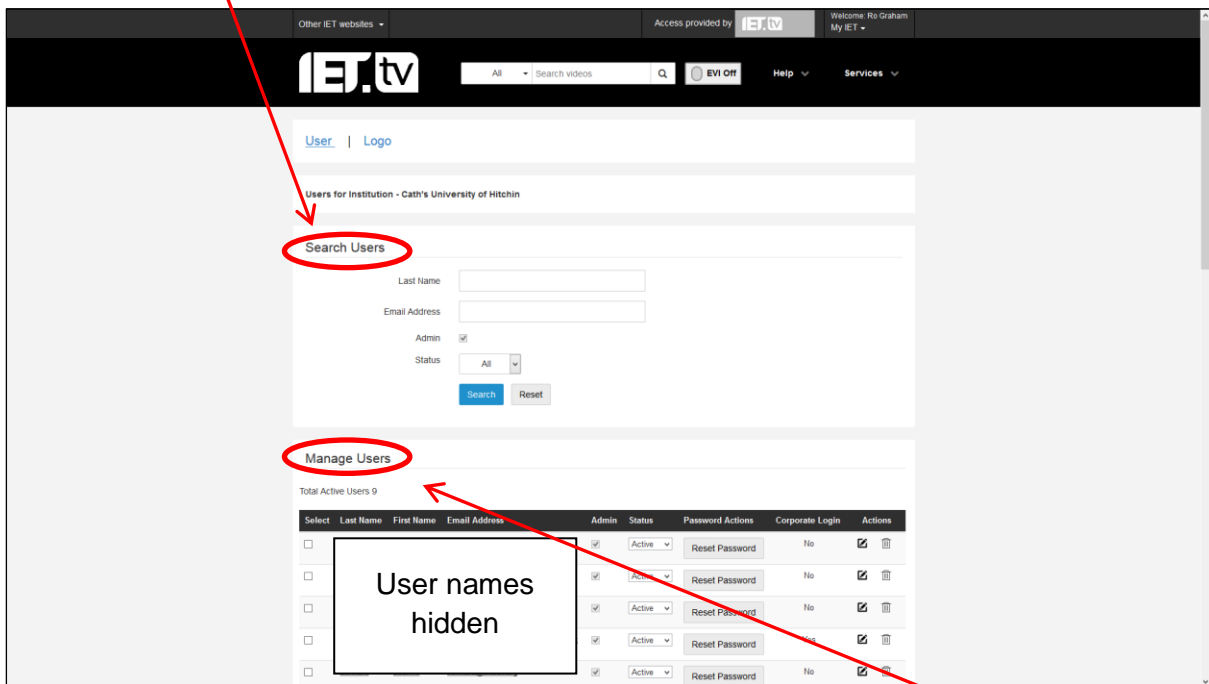 Other IET websites
Access provided by IET.tv
Welcome: Ro Graham
My IET
IET.tv
All Search videos EVI Off Help Services
User | Logo
Users for Institution - Cath's University of Hitchin
Search Users
Last Name
Email Address
Admin
Status All
Search Reset
Manage Users
Total Active Users 9
Select Last Name First Name Email Address Admin Status Password Actions Corporate Login Actions
Active Reset Password No
Active Reset Password No
Active Reset Password No
Active Reset Password Yes
Active Reset Password No
User names
hidden